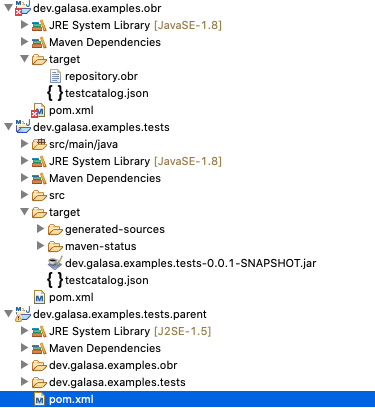 dev.galasa.examples.obr
JRE System Library [JavaSE-1.8]
Maven Dependencies
target
repository.obr
testcatalog.json
pom.xml
dev.galasa.examples.tests
src/main/java
JRE System Library [JavaSE-1.8]
Maven Dependencies
src
target
generated-sources
maven-status
dev.galasa.examples.tests-0.0.1-SNAPSHOT.jar
testcatalog.json
pom.xml
dev.galasa.examples.tests.parent
JRE System Library [J2SE-1.5]
Maven Dependencies
dev.galasa.examples.obr
dev.galasa.examples.tests
pom.xml